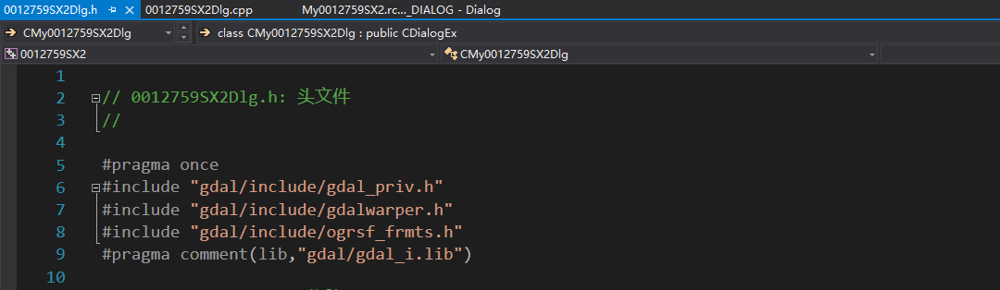 0012759SX2Dlg.h 0012759SX2Dlg.cpp My0012759SX2.rc..._DIALOG - Dialog
CMy0012759SX2Dlg class CMy0012759SX2Dlg : public CDialogEx
0012759SX2 CMy0012759SX2Dlg
1
2 // 0012759SX2Dlg.h: 头文件
3 //
4
5 #pragma once
6 #include "gdal/include/gdal_priv.h"
7 #include "gdal/include/gdalwarper.h"
8 #include "gdal/include/ogrsf_frmts.h"
9 #pragma comment(lib,"gdal/gdal_i.lib")
10